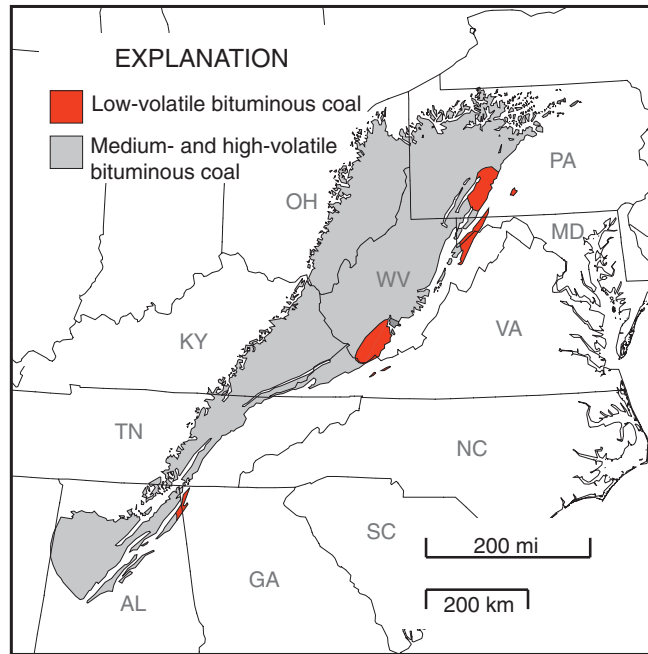 EXPLANATION
Low-volatile bituminous coal
Medium- and high-volatile
bituminous coal
PA
OH
MD
WV
VA
KY
TN
NC
SC
200 mi
200 km
AL
GA